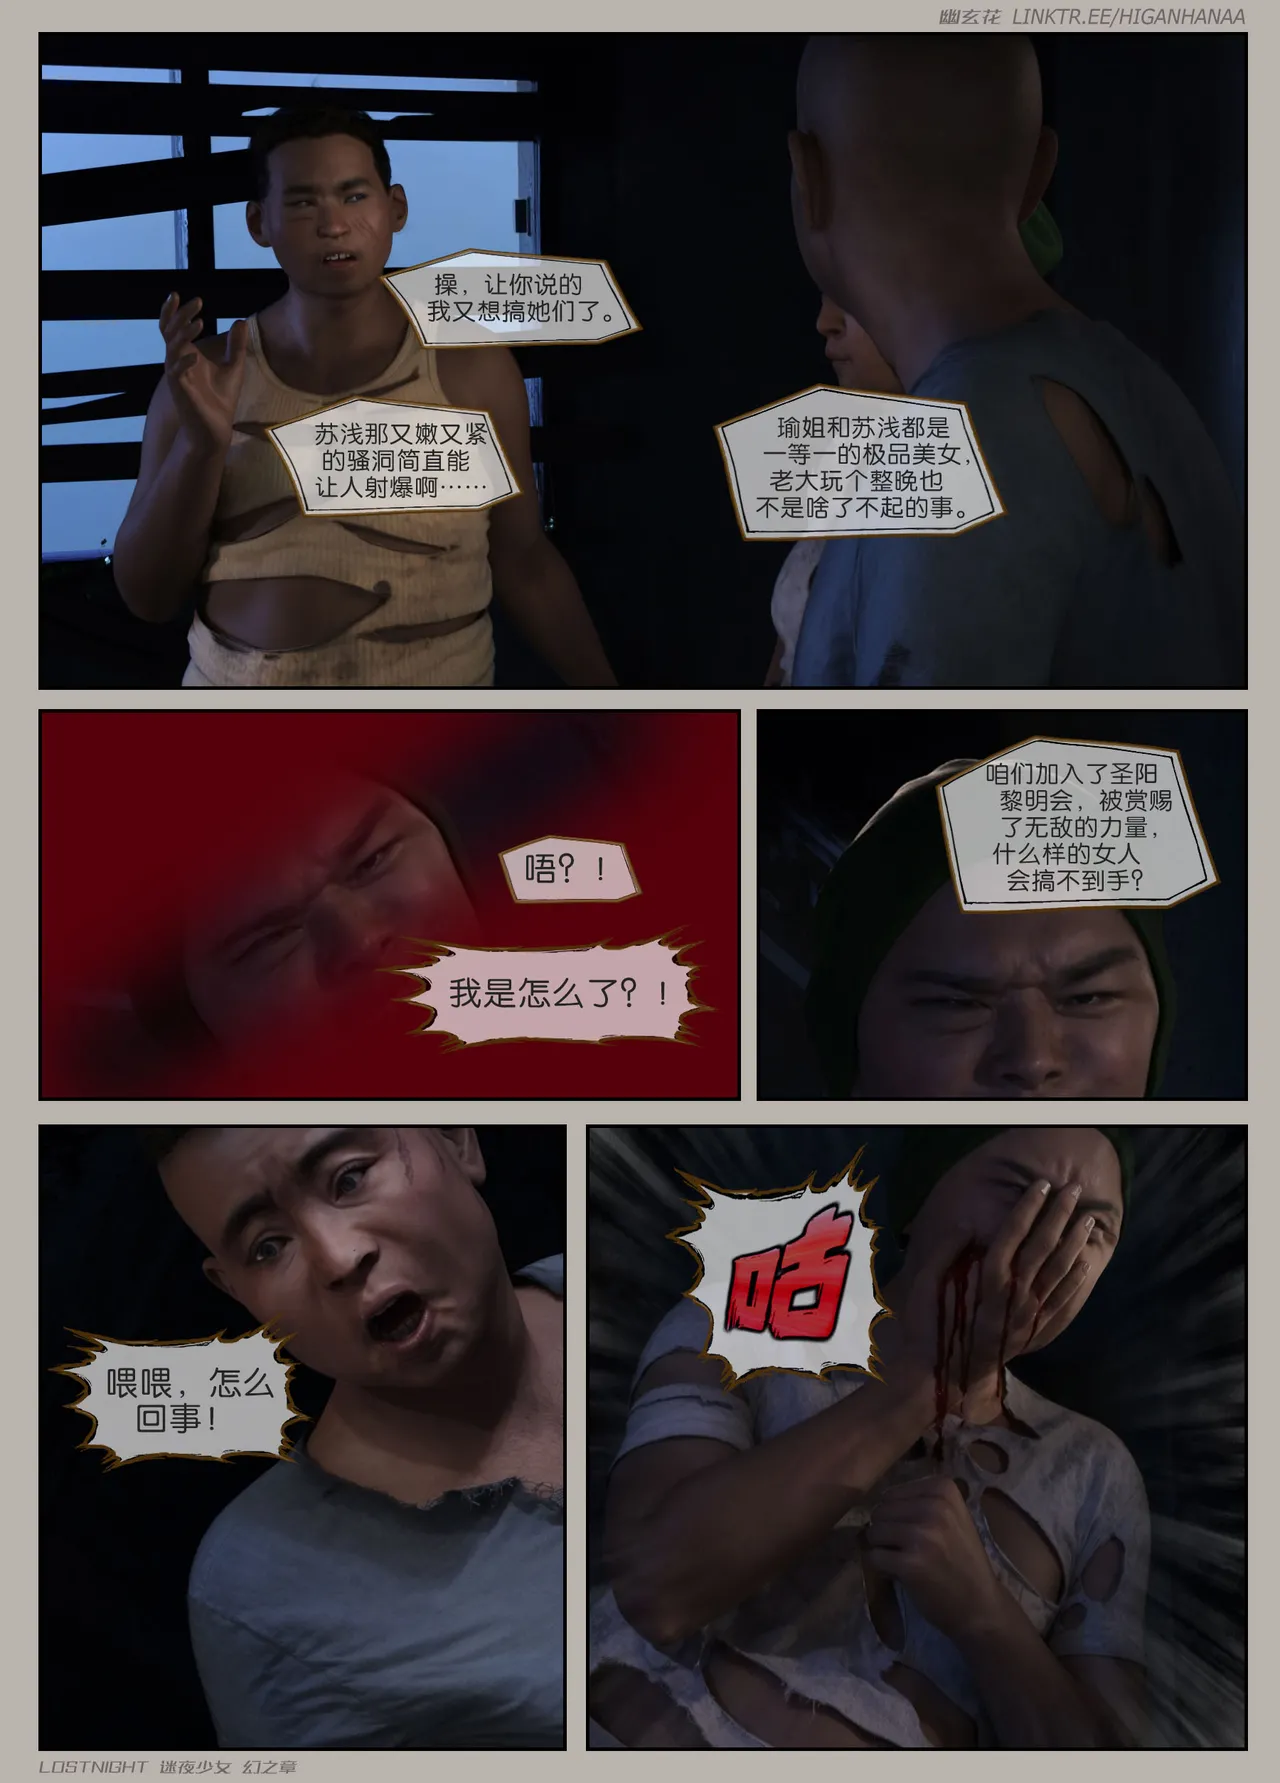 幽玄花 LINKTR.EE/HIGANHANAA
操，让你说的
我又想搞她们了。
苏浅那又嫩又紧
的骚洞简直能
让人射爆啊……
瑜姐和苏浅都是
一等一的极品美女，
老大玩个整晚也
不是啥了不起的事。
唔？！
我是怎么了？！
咱们加入了圣阳
黎明会，被赏赐
了无敌的力量，
什么样的女人
会搞不到手？
喂喂，怎么
回事！
咕
LOSTNIGHT 迷夜少女 幻之章